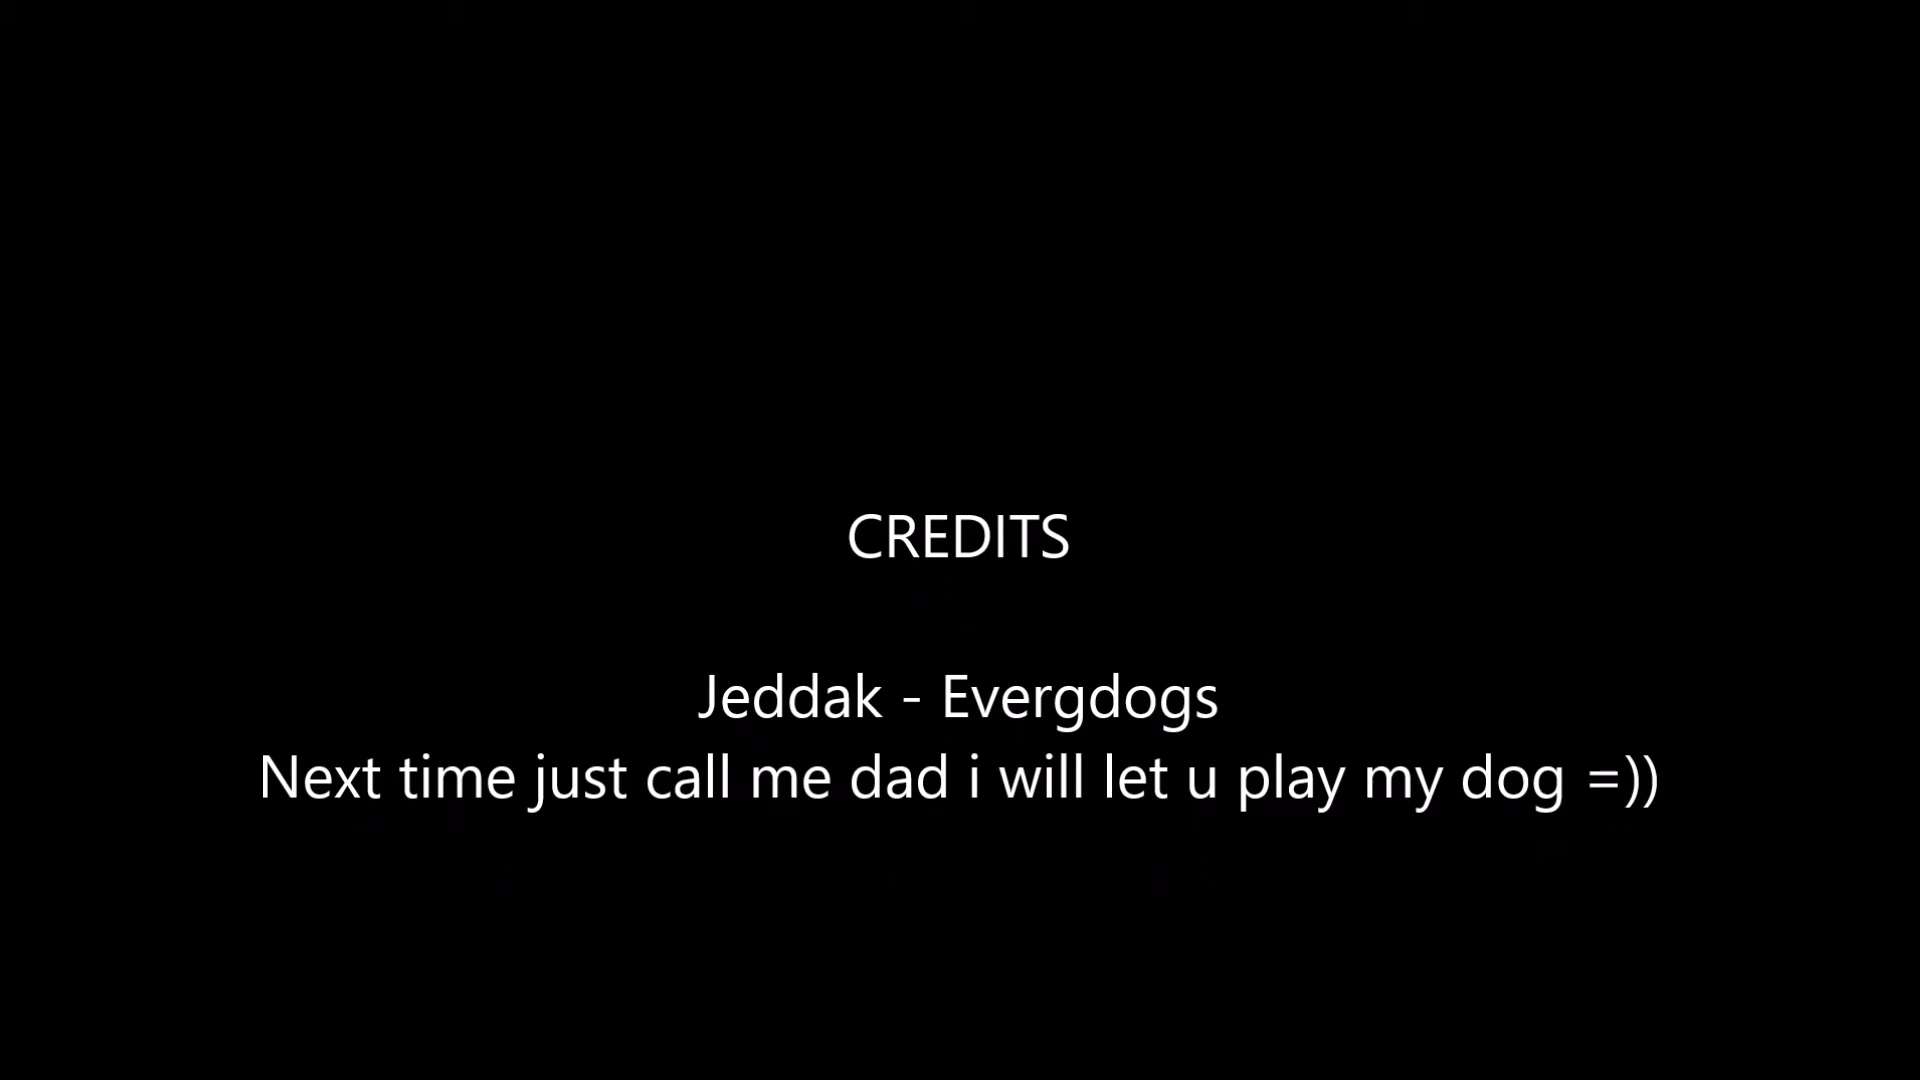 CREDITS
Jeddak - Evergdogs
Next time just call me dad i will let u play my dog =))